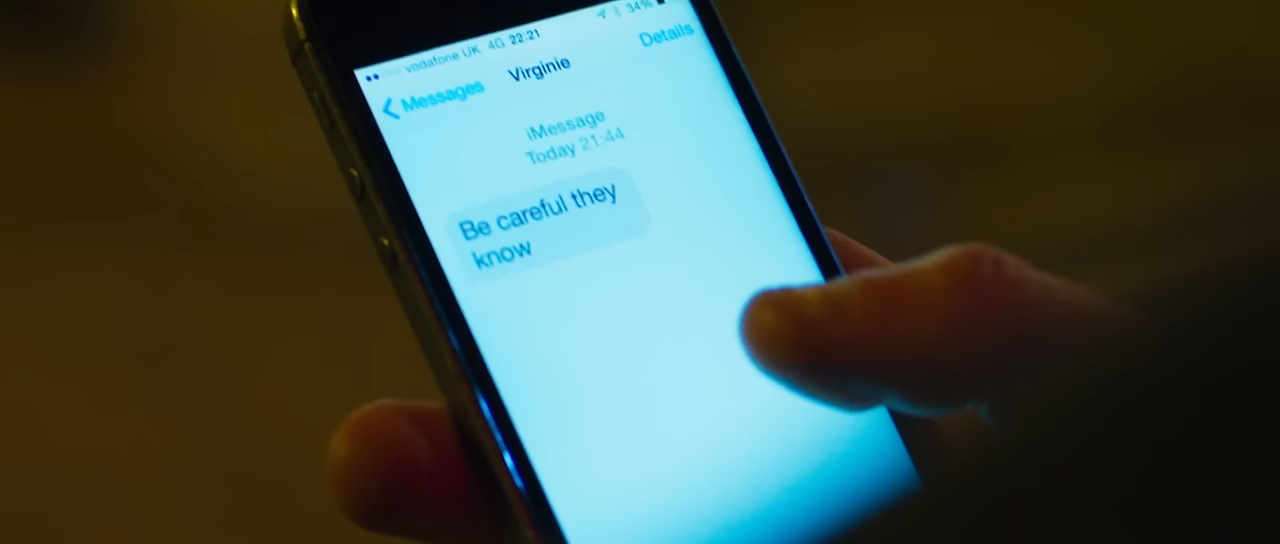 vodafone UK 4G 22:21 34%
Messages Virginie Details
iMessage
Today 21:44
Be careful they
know